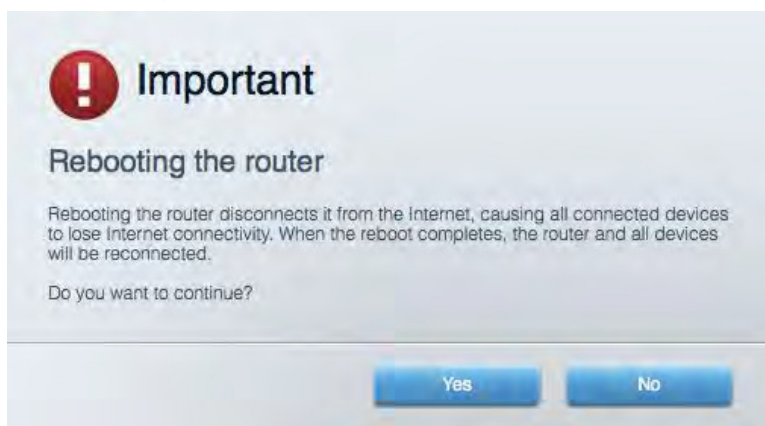 Important
Rebooting the router
Rebooting the router disconnects it from the Internet, causing all connected devices
to lose Internet connectivity. When the reboot completes, the router and all devices
will be reconnected.
Do you want to continue?
Yes
No